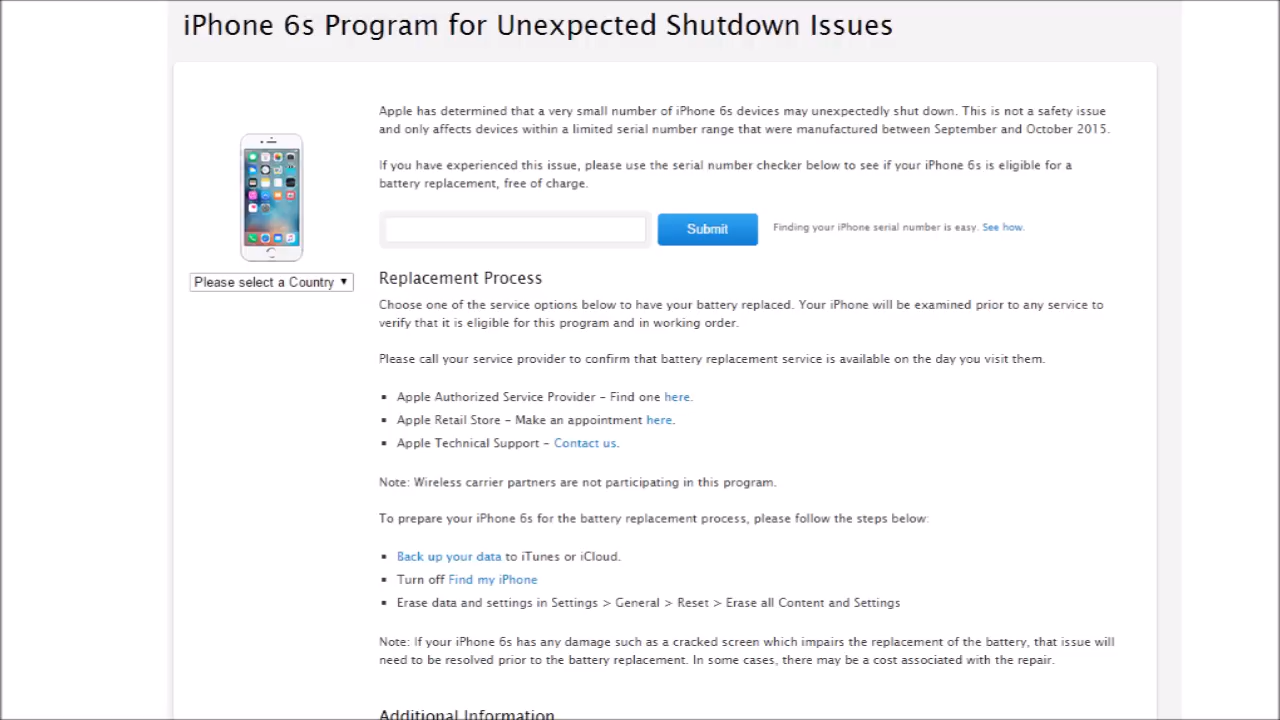 iPhone 6s Program for Unexpected Shutdown Issues
Apple has determined that a very small number of iPhone 6s devices may unexpectedly shut down. This is not a safety issue
and only affects devices within a limited serial number range that were manufactured between September and October 2015.
If you have experienced this issue, please use the serial number checker below to see if your iPhone 6s is eligible for a
battery replacement, free of charge.
Submit
Finding your iPhone serial number is easy. See how.
Please select a Country
Replacement Process
Choose one of the service options below to have your battery replaced. Your iPhone will be examined prior to any service to
verify that it is eligible for this program and in working order.
Please call your service provider to confirm that battery replacement service is available on the day you visit them.
Apple Authorized Service Provider – Find one here.
Apple Retail Store – Make an appointment here.
Apple Technical Support – Contact us.
Note: Wireless carrier partners are not participating in this program.
To prepare your iPhone 6s for the battery replacement process, please follow the steps below:
Back up your data to iTunes or iCloud.
Turn off Find my iPhone
Erase data and settings in Settings > General > Reset > Erase all Content and Settings
Note: If your iPhone 6s has any damage such as a cracked screen which impairs the replacement of the battery, that issue will
need to be resolved prior to the battery replacement. In some cases, there may be a cost associated with the repair.
Additional Information